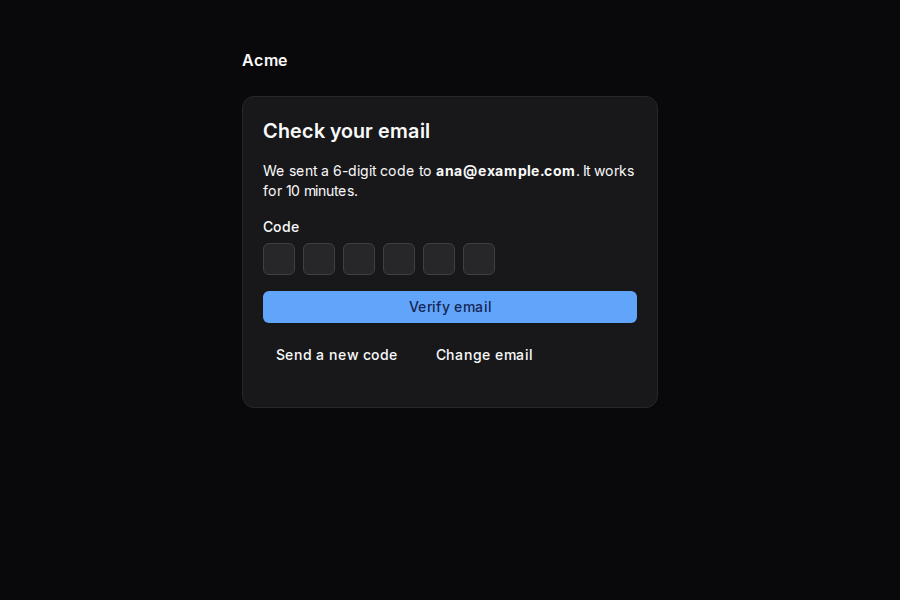 Acme
Check your email
We sent a 6-digit code to ana@example.com. It works
for 10 minutes.
Code
Verify email
Send a new code
Change email